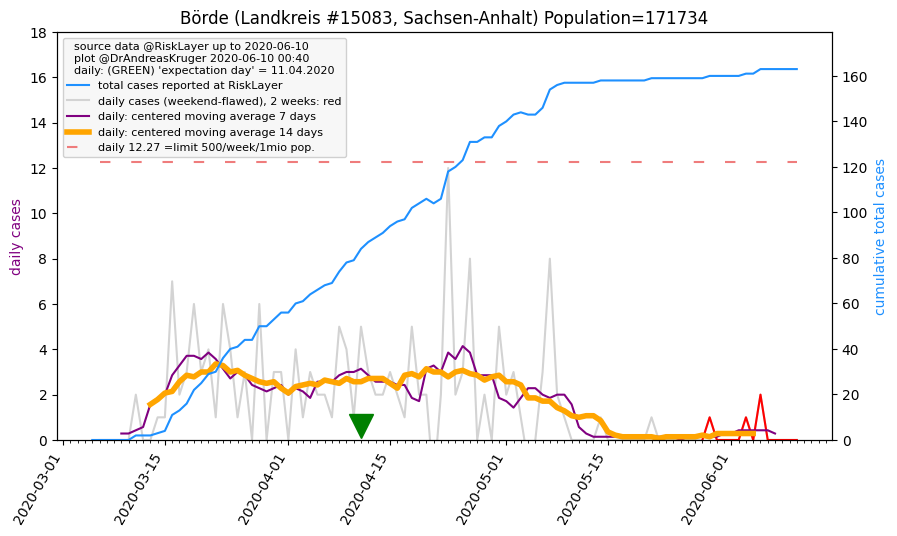 Börde (Landkreis #15083, Sachsen-Anhalt) Population=171734
source data @RiskLayer up to 2020-06-10
plot @DrAndreasKruger 2020-06-10 00:40
daily: (GREEN) 'expectation day' = 11.04.2020
total cases reported at RiskLayer
daily cases (weekend-flawed), 2 weeks: red
daily: centered moving average 7 days
daily: centered moving average 14 days
daily 12.27 =limit 500/week/1mio pop.
daily cases
18
16
14
12
10
8
6
4
2
0
160
140
120
100
80
60
40
20
0
cumulative total cases
2020-03-01
2020-03-15
2020-04-01
2020-04-15
2020-05-01
2020-05-15
2020-06-01